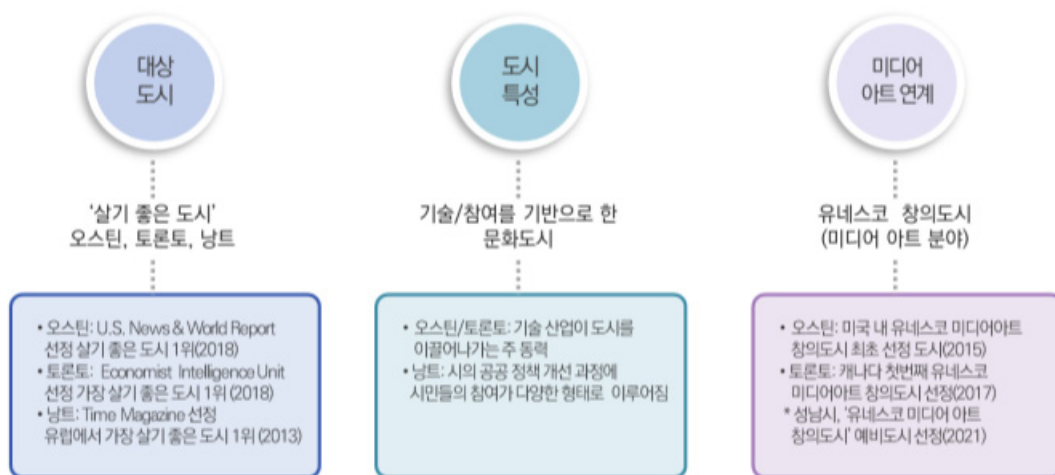 대상
도시
'살기 좋은 도시'
오스틴, 토론토, 낭트
• 오스틴: U.S. News & World Report
선정 살기 좋은 도시 1위(2018)
• 토론토: Economist Intelligence Unit
선정 가장 살기 좋은 도시 1위 (2018)
• 낭트: Time Magazine 선정
유럽에서 가장 살기 좋은 도시 1위 (2013)
도시
특성
기술/참여를 기반으로 한
문화도시
• 오스틴/토론토: 기술 산업이 도시를
이끌어나가는 주 동력
• 낭트: 시의 공공 정책 개선 과정에
시민들의 참여가 다양한 형태로 이루어짐
미디어
아트 연계
유네스코 창의도시
(미디어 아트 분야)
• 오스틴: 미국 내 유네스코 미디어아트
창의도시 최초 선정 도시(2015)
• 토론토: 캐나다 첫번째 유네스코
미디어아트 창의도시 선정(2017)
* 성남시, '유네스코 미디어 아트
창의도시' 예비도시 선정(2021)